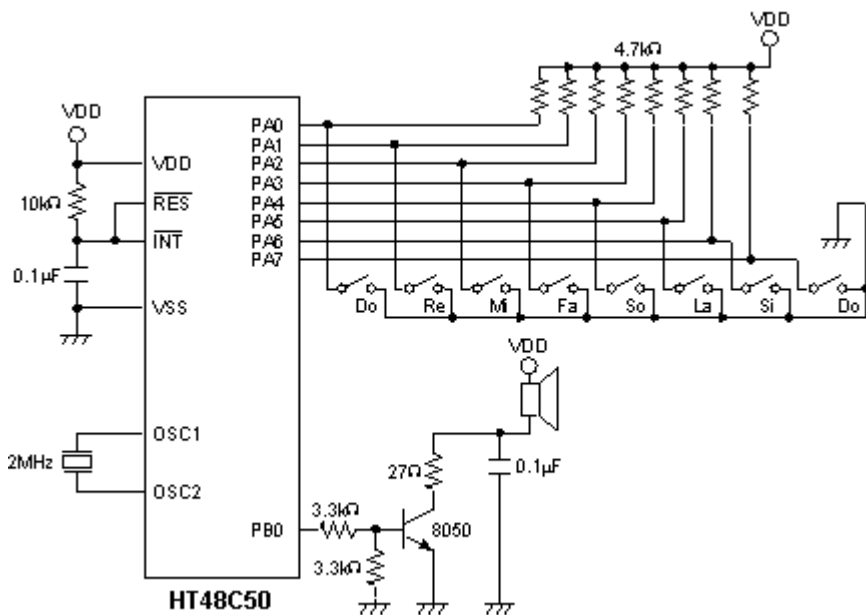 VDD
4.7kΩ
VDD
VDD
10kΩ
RES
INT
0.1µF
VSS
PA0
PA1
PA2
PA3
PA4
PA5
PA6
PA7
Do
Re
Mi
Fa
So
La
Si
Do
VDD
OSC1
2MHz
OSC2
27Ω
0.1µF
3.3kΩ
PB0
8050
3.3kΩ
HT48C50